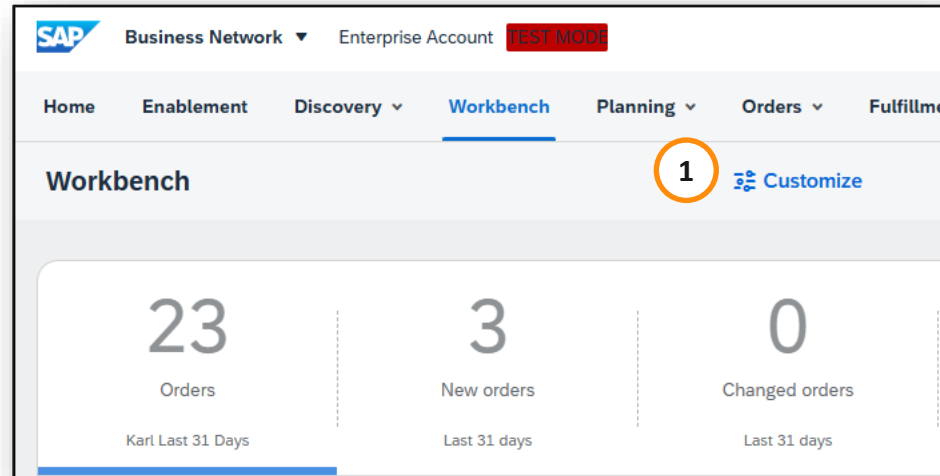 SAP Business Network Enterprise Account TEST MODE
Home Enablement Discovery Workbench Planning Orders Fulfillme
Workbench 1 Customize
23 3 0
Orders New orders Changed orders
Karl Last 31 Days Last 31 days Last 31 days